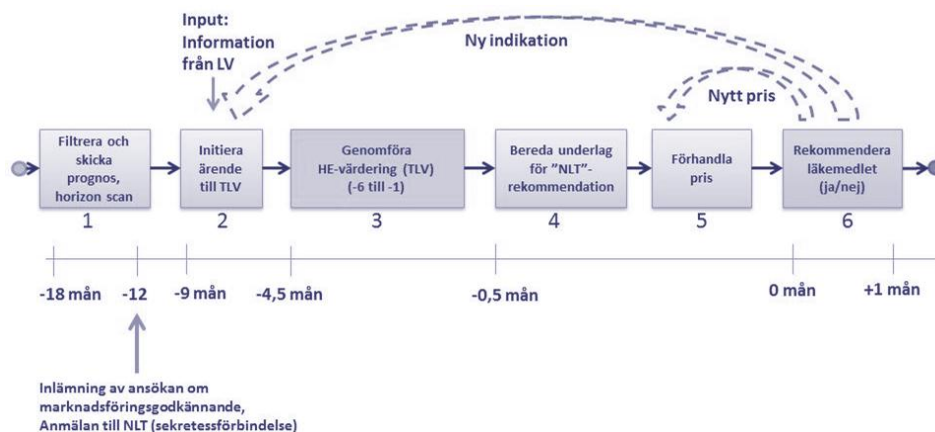 Input:
Information
från LV
Ny indikation
Nytt pris
Filtrera och
skicka
prognos,
horizon scan
Initiera
ärende
till TLV
Genomföra
HE-värdering (TLV)
(-6 till -1)
Bereda underlag
för ”NLT”-
rekommendation
Förhandla
pris
Rekommendera
läkemedlet
(ja/nej)
1
2
3
4
5
6
-18 mån
-12
-9 mån
-4,5 mån
-0,5 mån
0 mån
+1 mån
Inlämning av ansökan om
marknadsföringsgodkännande,
Anmälan till NLT (sekretessförbindelse)